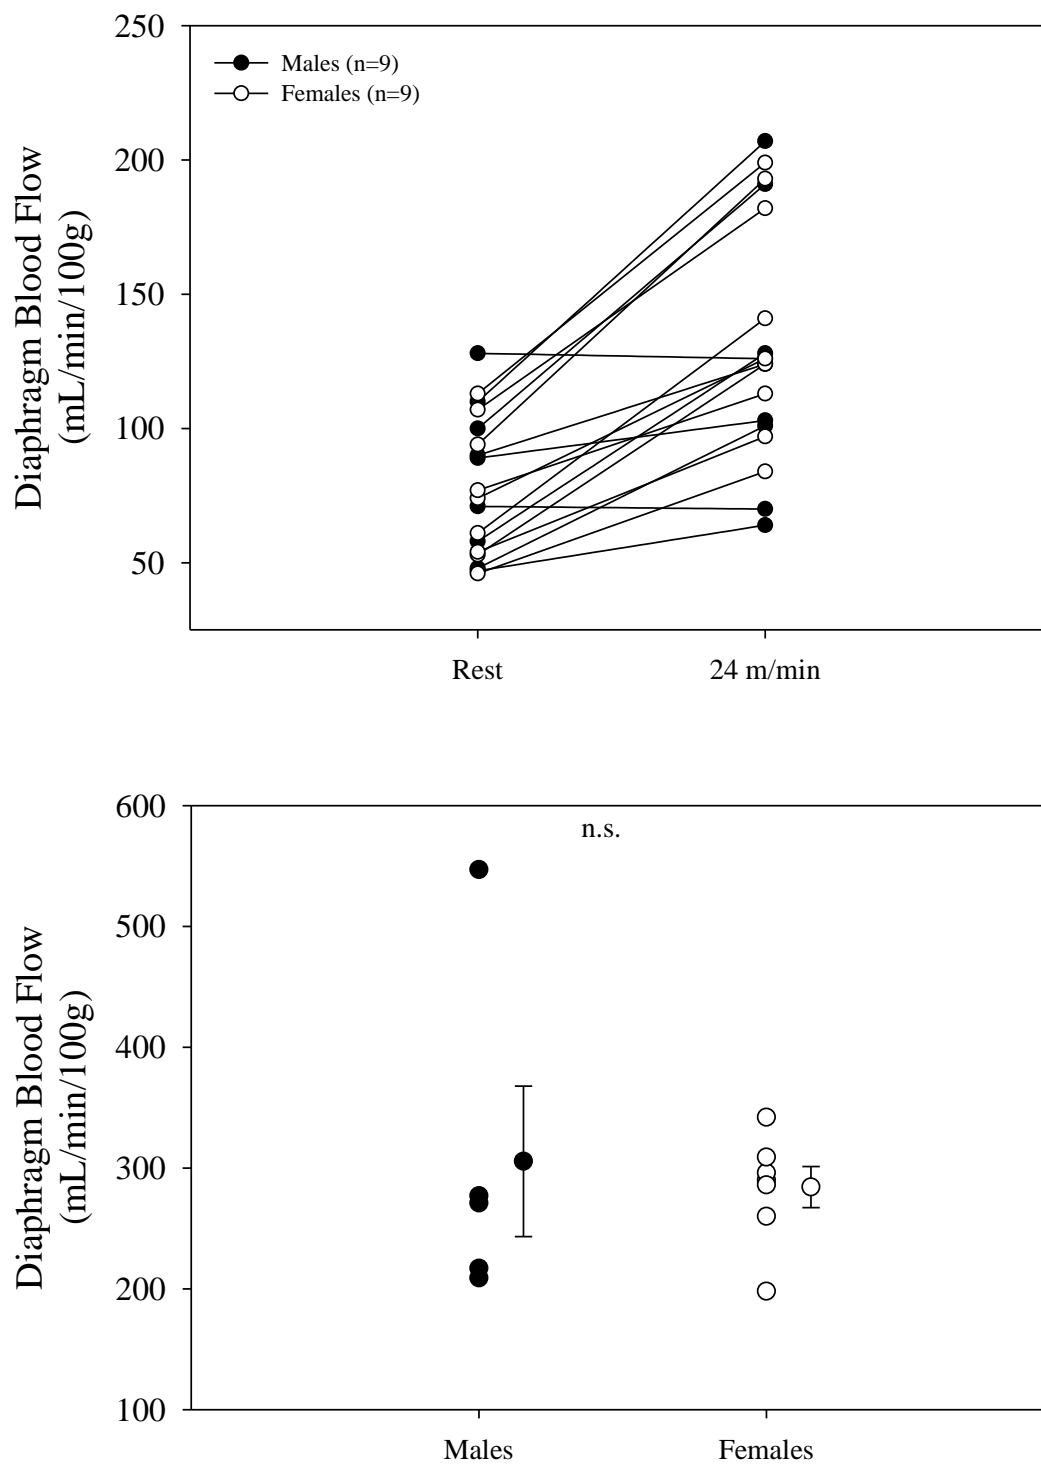 250
200
150
100
50
Diaphragm Blood Flow
(mL/min/100g)
Males (n=9)
Females (n=9)
Rest
24 m/min
600
500
400
300
200
100
Diaphragm Blood Flow
(mL/min/100g)
n.s.
Males
Females